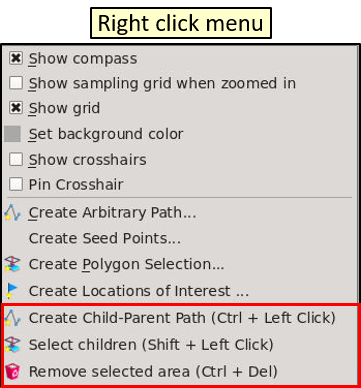 Right click menu
Show compass
Show sampling grid when zoomed in
Show grid
Set background color
Show crosshairs
Pin Crosshair
Create Arbitrary Path...
Create Seed Points...
Create Polygon Selection...
Create Locations of Interest ...
Create Child-Parent Path (Ctrl + Left Click)
Select children (Shift + Left Click)
Remove selected area (Ctrl + Del)